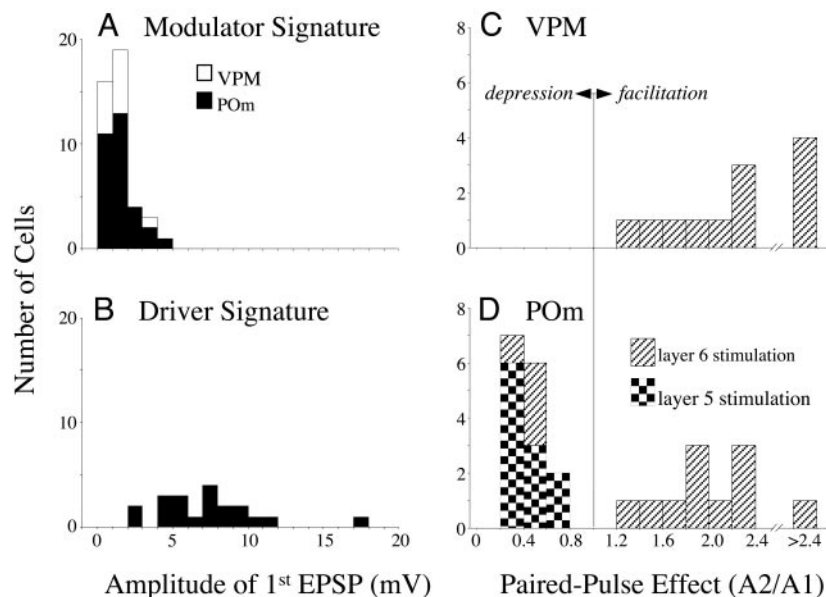 A Modulator Signature
20
10
0
VPM
POm
B Driver Signature
20
10
0
0 5 10 15 20
Number of Cells
Amplitude of 1st EPSP (mV)
C VPM
8
6
4
2
0
depression facilitation
D POm
8
6
4
2
0
layer 6 stimulation
layer 5 stimulation
0 0.4 0.8 1.2 1.6 2.0 2.4 >2.4
Paired-Pulse Effect (A2/A1)